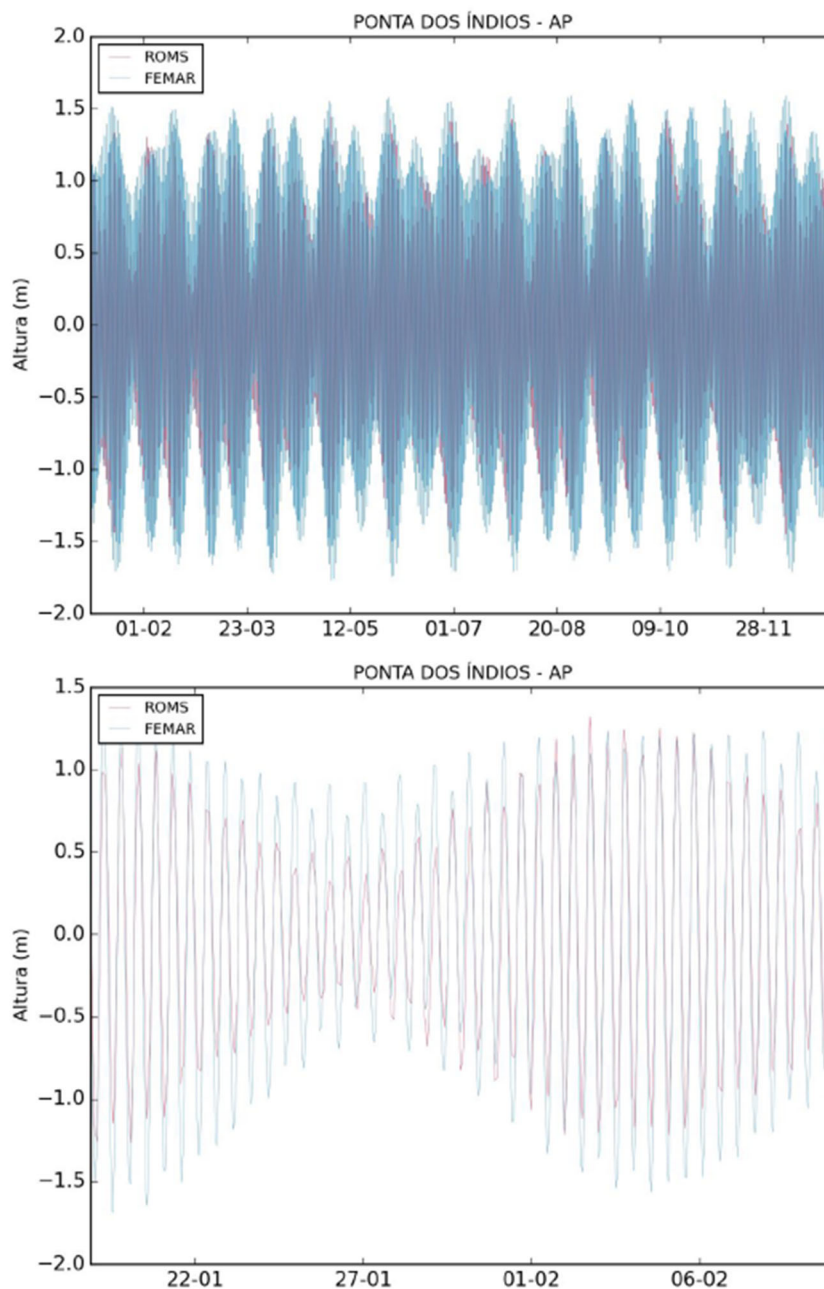 PONTA DOS ÍNDIOS - AP
2.0
ROMS
FEMAR
1.5
1.0
0.5
0.0
−0.5
−1.0
−1.5
−2.0
Altura (m)
01-02 23-03 12-05 01-07 20-08 09-10 28-11
PONTA DOS ÍNDIOS - AP
1.5
ROMS
FEMAR
1.0
0.5
0.0
−0.5
−1.0
−1.5
−2.0
Altura (m)
22-01 27-01 01-02 06-02